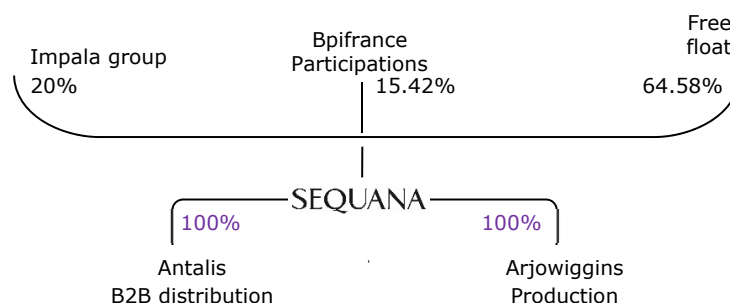 Impala group
20%
Bpifrance
Participations
15.42%
Free
float
64.58%
SEQUANA
100%
100%
Antalis
B2B distribution
Arjowiggins
Production